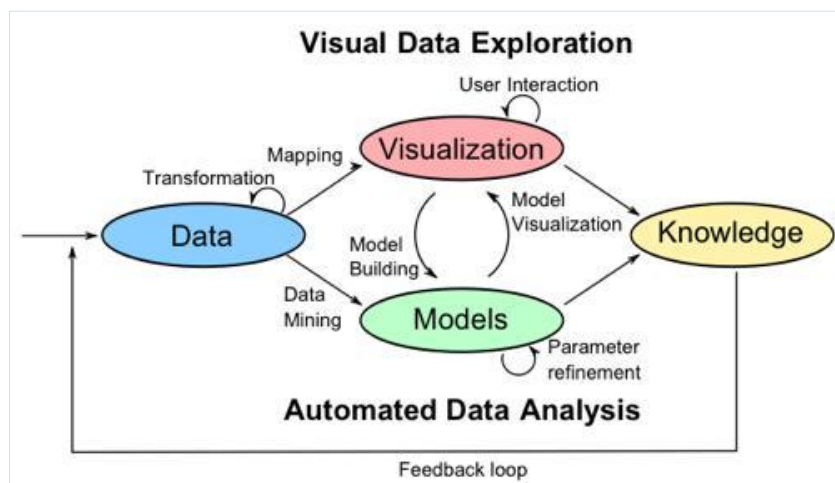 Visual Data Exploration
User Interaction
Mapping
Visualization
Transformation
Data
Model
Visualization
Knowledge
Model
Building
Data
Mining
Models
Parameter
refinement
Automated Data Analysis
Feedback loop